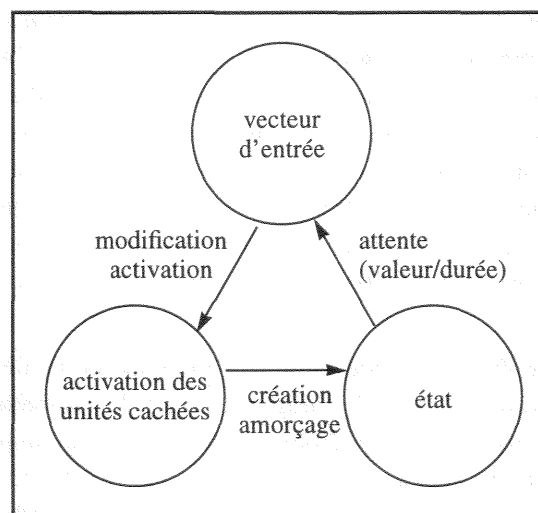 vecteur
d'entrée
modification
activation
attente
(valeur/durée)
activation des
unités cachées
création
amorçage
état